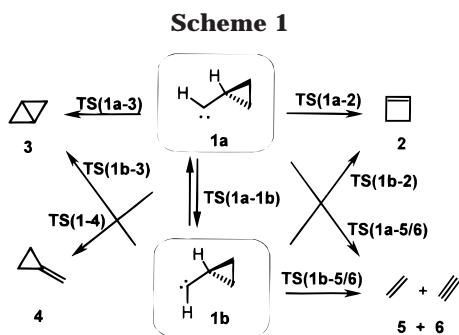 Scheme 1
H
H
TS(1a-3)
TS(1a-2)
3
1a
2
TS(1b-3)
TS(1b-2)
TS(1a-1b)
TS(1-4)
TS(1a-5/6)
H
TS(1b-5/6)
+
H
4
1b
5 + 6